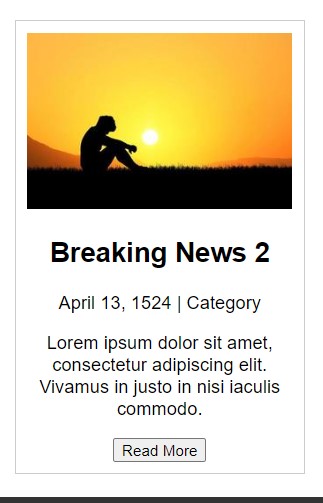 Breaking News 2
April 13, 1524 | Category
Lorem ipsum dolor sit amet,
consectetur adipiscing elit.
Vivamus in justo in nisi iaculis
commodo.
Read More